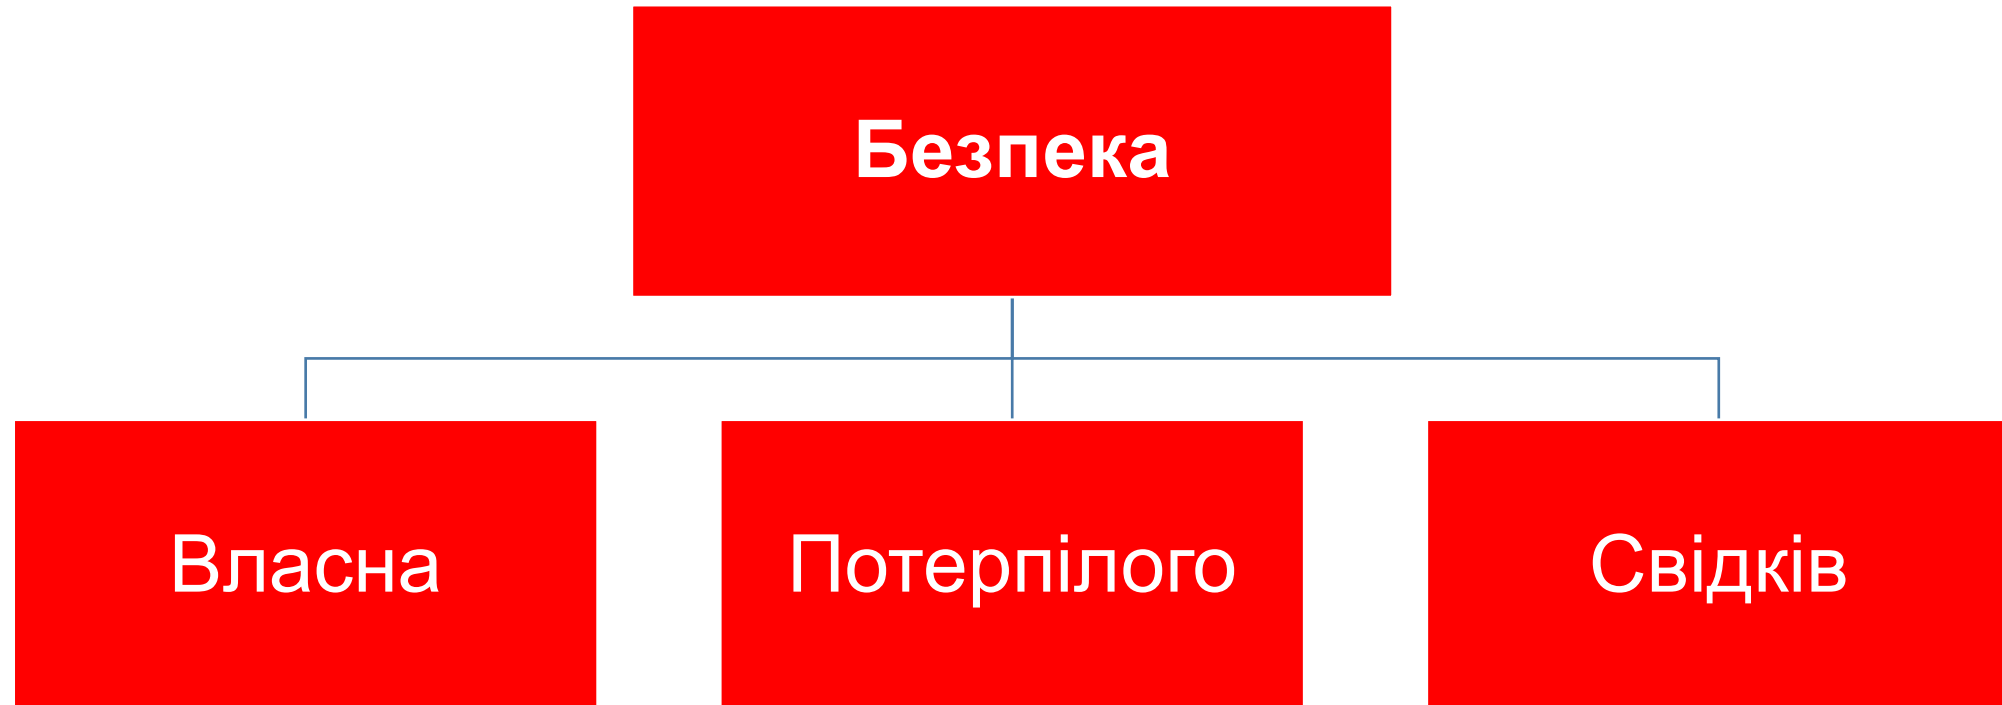 Безпека
Власна
Потерпілого
Свідків